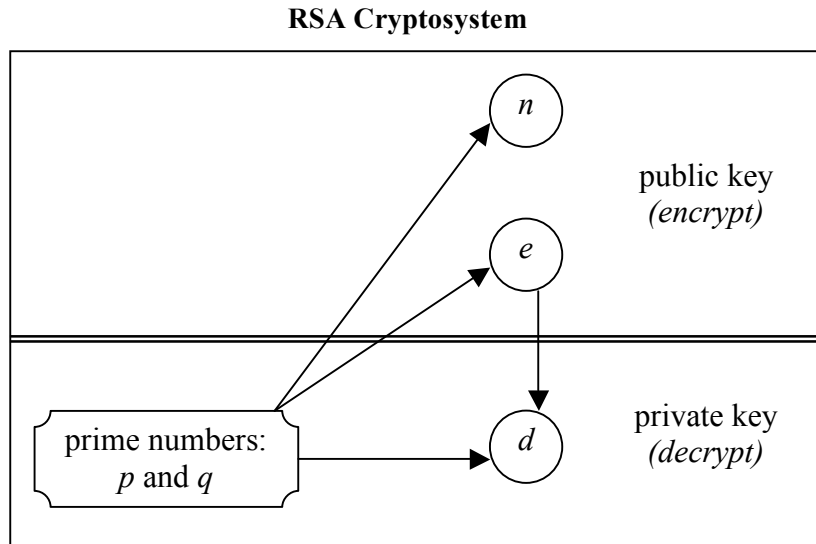 RSA Cryptosystem
n
public key
(encrypt)
e
prime numbers:
p and q
d
private key
(decrypt)